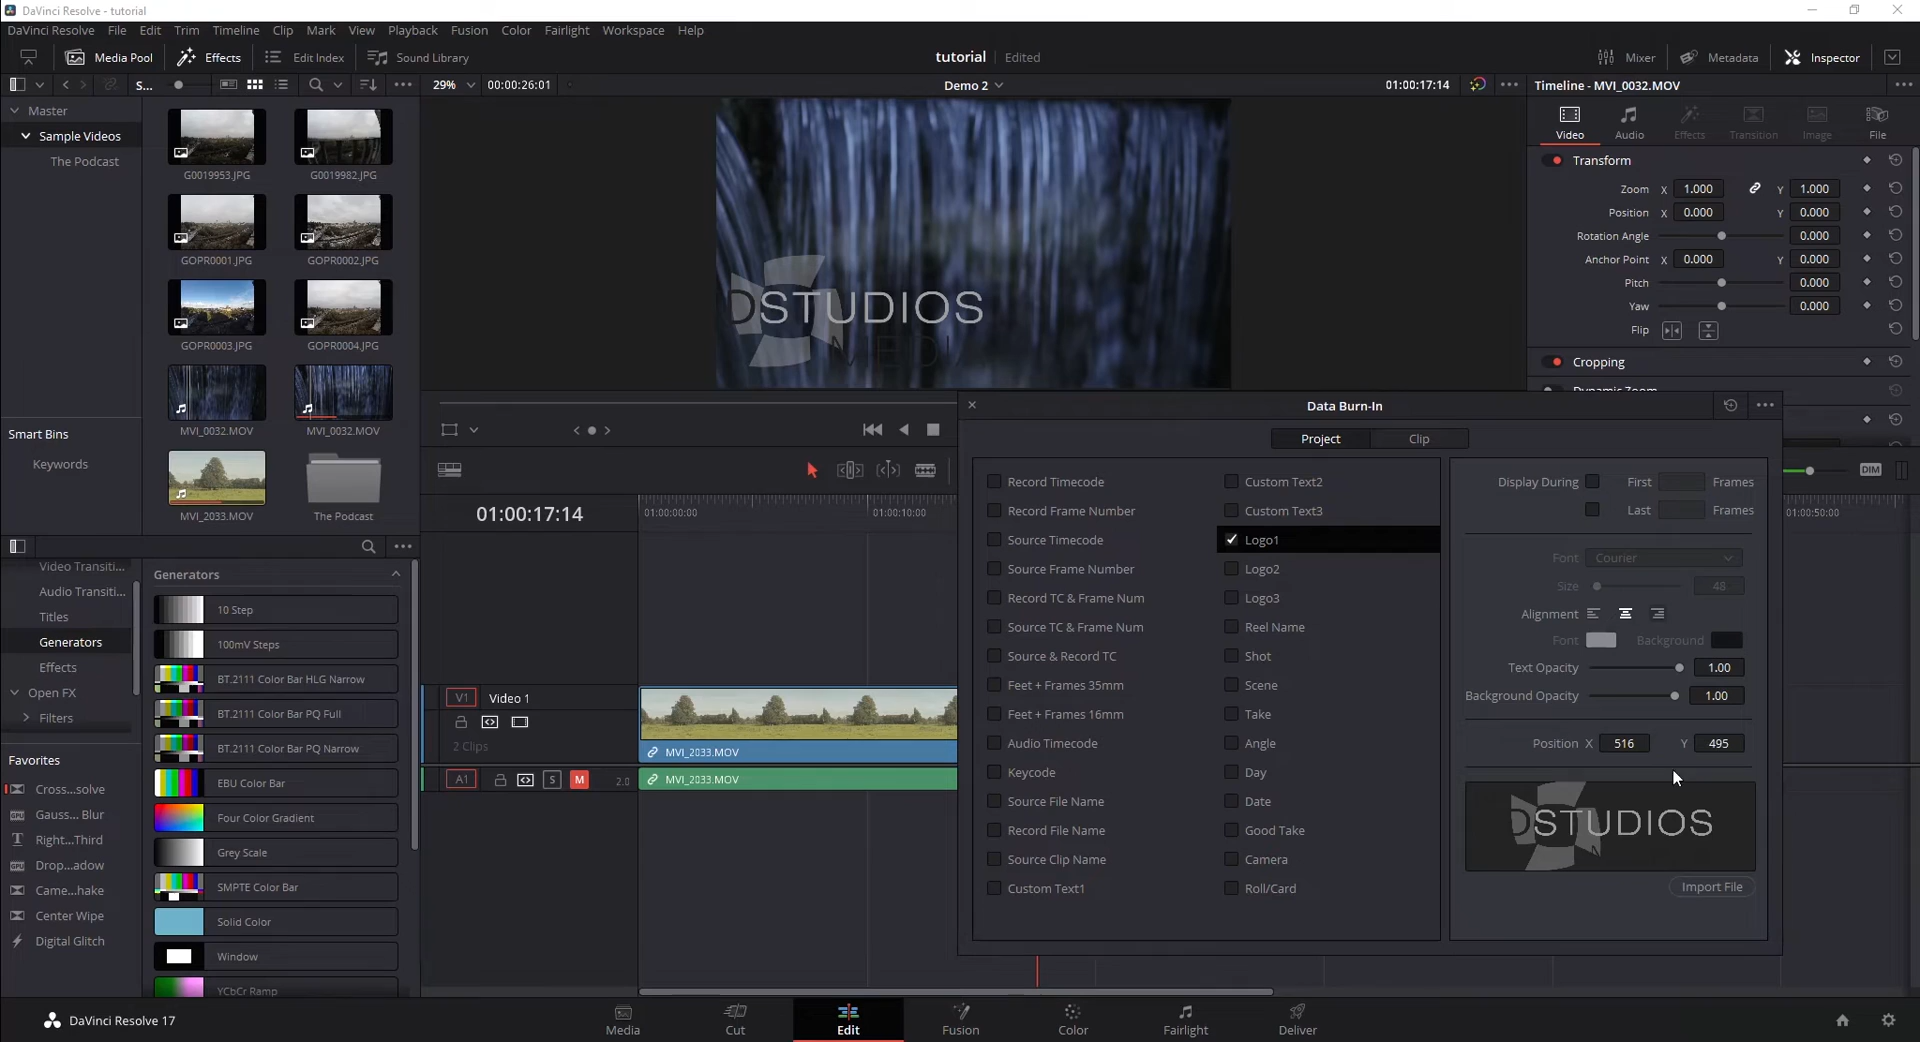 DaVinci Resolve - tutorial
DaVinci Resolve File Edit Trim Timeline Clip Mark View Playback Fusion Color Fairlight Workspace Help
Media Pool Effects Edit Index Sound Library tutorial Edited Mixer Metadata Inspector
S... 29% 00:00:26:01 Demo 2 01:00:17:14 Timeline - MVI_0032.MOV
Master
Sample Videos
The Podcast
G0019953.JPG G0019982.JPG
GOPR0001.JPG GOPR0002.JPG
GOPR0003.JPG GOPR0004.JPG
MVI_0032.MOV MVI_0032.MOV
MVI_2033.MOV The Podcast
Smart Bins
Keywords
DSTUDIOS
MEDI
Video Audio Effects Transition Image File
Transform
Zoom X 1.000 Y 1.000
Position X 0.000 Y 0.000
Rotation Angle 0.000
Anchor Point X 0.000 Y 0.000
Pitch 0.000
Yaw 0.000
Flip
Cropping
Dynamic Zoom
Video Transiti...
Audio Transiti...
Titles
Generators
Effects
Open FX
Filters
Favorites
Cross...solve
Gauss... Blur
Right...Third
Drop...adow
Came...hake
Center Wipe
Digital Glitch
Generators
10 Step
100mV Steps
BT.2111 Color Bar HLG Narrow
BT.2111 Color Bar PQ Full
BT.2111 Color Bar PQ Narrow
EBU Color Bar
Four Color Gradient
Grey Scale
SMPTE Color Bar
Solid Color
Window
YCbCr Ramp
01:00:17:14 01:00:00:00 01:00:10:00 01:00:50:00
DIM
V1 Video 1
2 Clips
MVI_2033.MOV
A1 S M 2.0 MVI_2033.MOV
Data Burn-In
Project Clip
Record Timecode
Record Frame Number
Source Timecode
Source Frame Number
Record TC & Frame Num
Source TC & Frame Num
Source & Record TC
Feet + Frames 35mm
Feet + Frames 16mm
Audio Timecode
Keycode
Source File Name
Record File Name
Source Clip Name
Custom Text1
Custom Text2
Custom Text3
Logo1
Logo2
Logo3
Reel Name
Shot
Scene
Take
Angle
Day
Date
Good Take
Camera
Roll/Card
Display During First Frames
Last Frames
Font Courier
Size 48
Alignment
Font Background
Text Opacity 1.00
Background Opacity 1.00
Position X 516 Y 495
DSTUDIOS
Import File
DaVinci Resolve 17
Media Cut Edit Fusion Color Fairlight Deliver